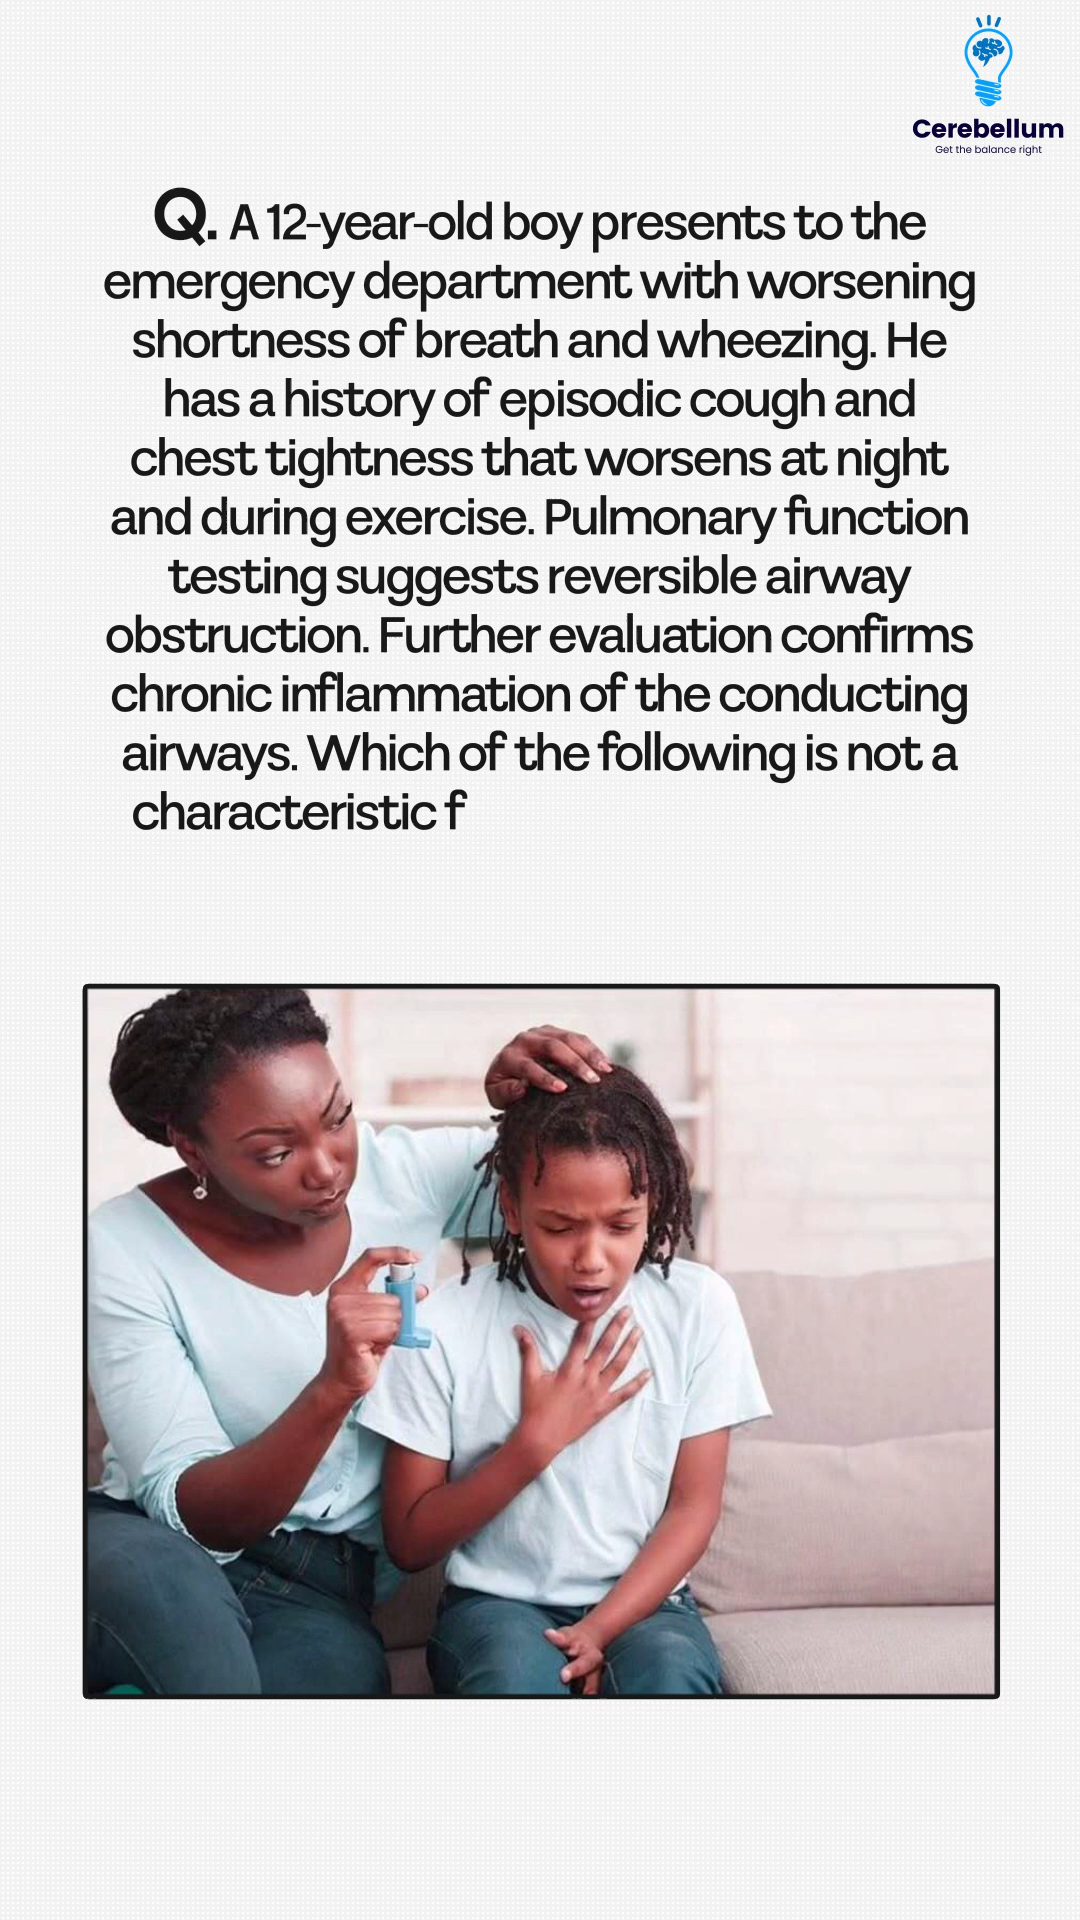 Cerebellum
Get the balance right
Q. A 12-year-old boy presents to the
emergency department with worsening
shortness of breath and wheezing. He
has a history of episodic cough and
chest tightness that worsens at night
and during exercise. Pulmonary function
testing suggests reversible airway
obstruction. Further evaluation confirms
chronic inflammation of the conducting
airways. Which of the following is not a
characteristic f